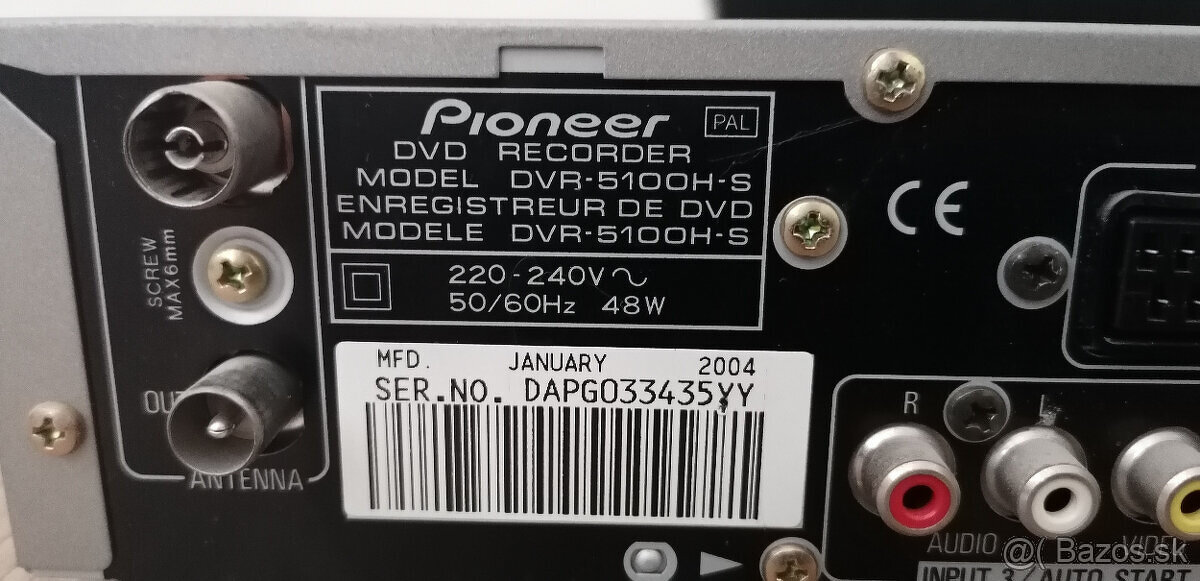 Pioneer PAL
DVD RECORDER
MODEL DVR-5100H-S
ENREGISTREUR DE DVD
MODELE DVR-5100H-S
220-240V~
50/60Hz 48W
SCREW
MAX6mm
ANTENNA
MFD. JANUARY 2004
SER.NO. DAPG033435YY
CE
R L
AUDIO VIDEO
INPUT 3 / AUTO START
@( Bazos.sk